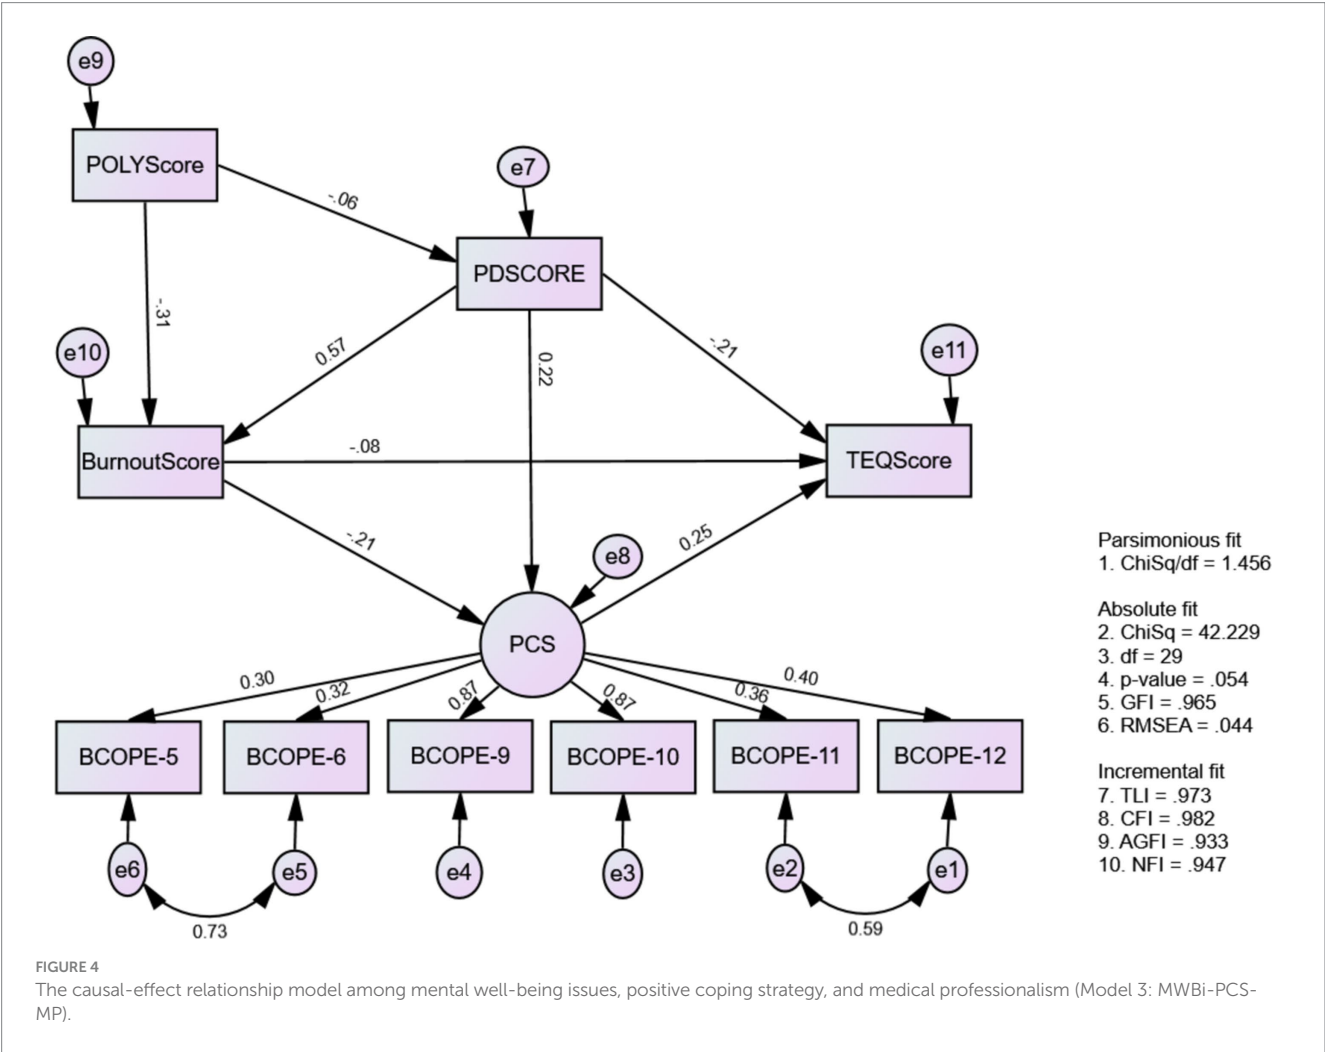 e9
POLYScore
e7
-.06
PDSCORE
-.31
e10
0.57
0.22
-.21
e11
BurnoutScore
-.08
TEQScore
-.21
e8
0.25
PCS
Parsimonious fit
1. ChiSq/df = 1.456
Absolute fit
2. ChiSq = 42.229
3. df = 29
4. p-value = .054
5. GFI = .965
6. RMSEA = .044
Incremental fit
7. TLI = .973
8. CFI = .982
9. AGFI = .933
10. NFI = .947
0.30
0.32
0.87
0.87
0.36
0.40
BCOPE-5
BCOPE-6
BCOPE-9
BCOPE-10
BCOPE-11
BCOPE-12
e6
e5
e4
e3
e2
e1
0.73
0.59
FIGURE 4
The causal-effect relationship model among mental well-being issues, positive coping strategy, and medical professionalism (Model 3: MWBi-PCS-
MP).